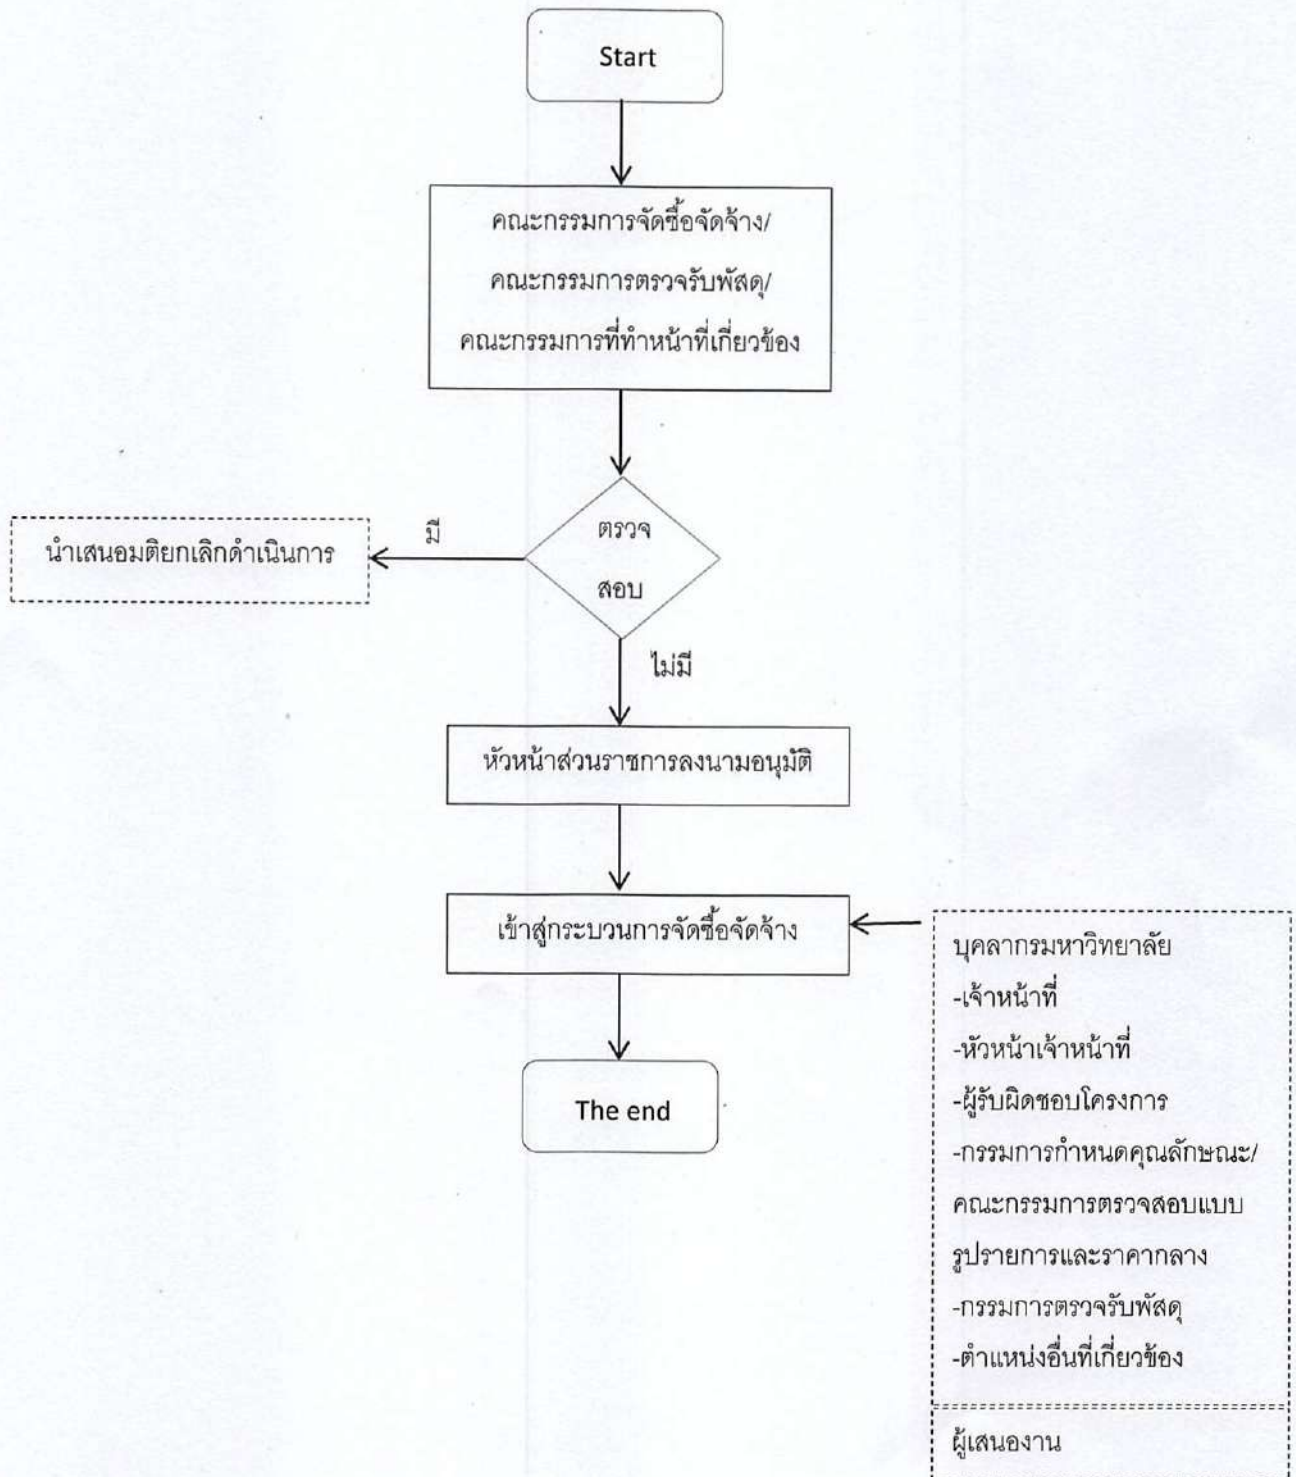 Start
คณะกรรมการจัดซื้อจัดจ้าง/
คณะกรรมการตรวจรับพัสดุ/
คณะกรรมการที่ทำหน้าที่เกี่ยวข้อง
ตรวจ
สอบ
มี
นำเสนอมติยกเลิกดำเนินการ
ไม่มี
หัวหน้าส่วนราชการลงนามอนุมัติ
เข้าสู่กระบวนการจัดซื้อจัดจ้าง
The end
บุคลากรมหาวิทยาลัย
-เจ้าหน้าที่
-หัวหน้าเจ้าหน้าที่
-ผู้รับผิดชอบโครงการ
-กรรมการกำหนดคุณลักษณะ/
คณะกรรมการตรวจสอบแบบ
รูปรายการและราคากลาง
-กรรมการตรวจรับพัสดุ
-ตำแหน่งอื่นที่เกี่ยวข้อง
ผู้เสนองาน